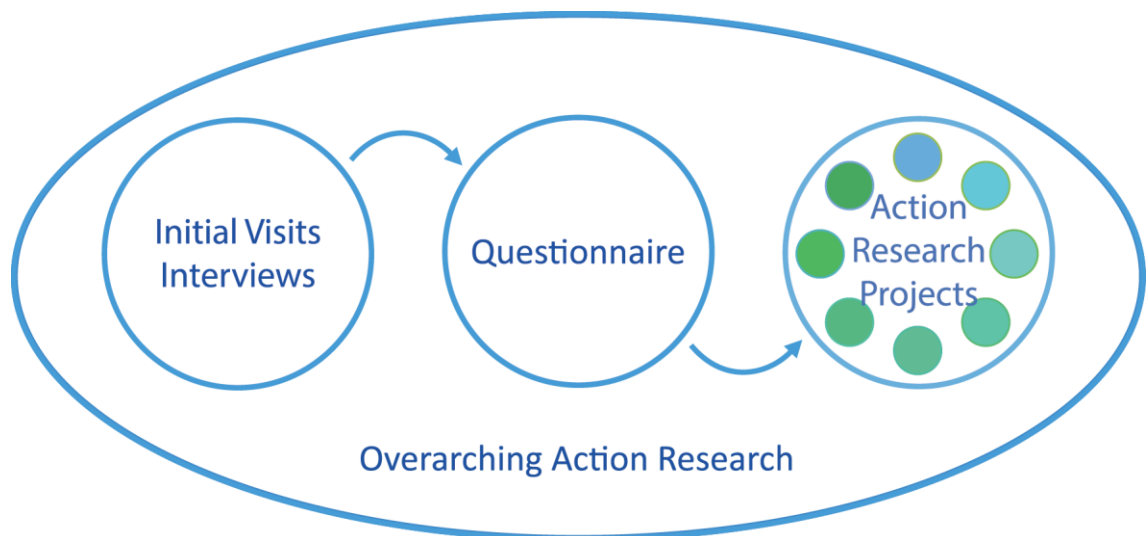 Initial Visits
Interviews
Questionnaire
Action
Research
Projects
Overarching Action Research